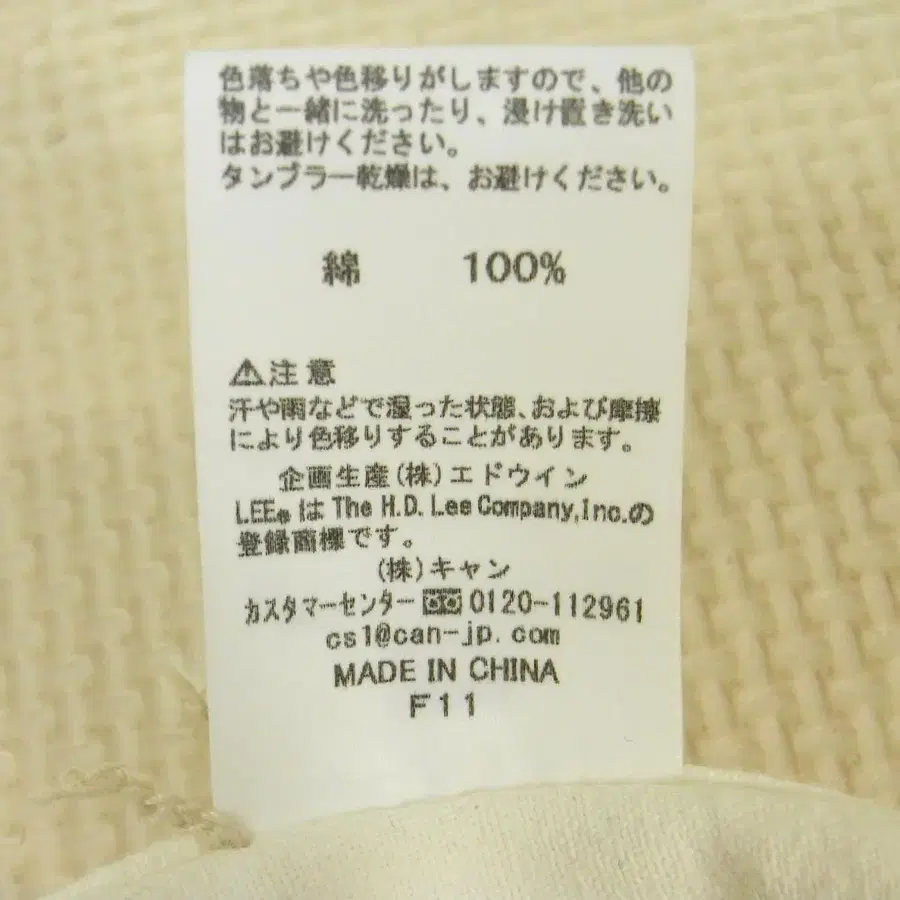 色落ちや色移りがしますので、他の
物と一緒に洗ったり、浸け置き洗い
はお避けください。
タンブラー乾燥は、お避けください。
綿 100%
⚠注意
汗や雨などで湿った状態、および摩擦
により色移りすることがあります。
企画生産(株)エドウイン
LEE®はThe H.D. Lee Company,Inc.の
登録商標です。
(株)キャン
カスタマーセンター 0120-112961
cs1@can-jp.com
MADE IN CHINA
F11